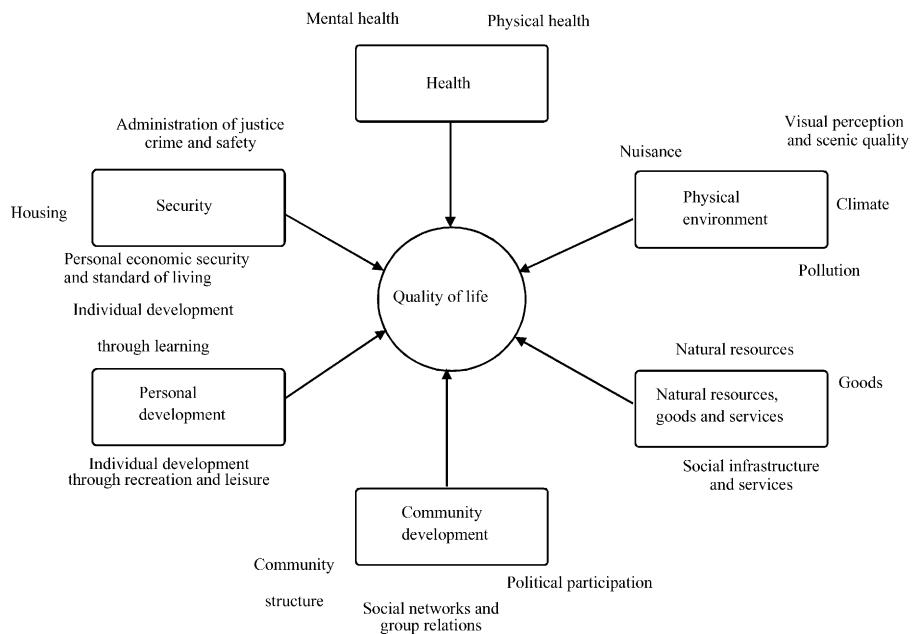 Mental health
Physical health
Health
Administration of justice
crime and safety
Visual perception
and scenic quality
Nuisance
Housing
Security
Physical
environment
Climate
Personal economic security
and standard of living
Pollution
Quality of life
Individual development
through learning
Natural resources
Personal
development
Natural resources,
goods and services
Goods
Individual development
through recreation and leisure
Social infrastructure
and services
Community
development
Community
structure
Political participation
Social networks and
group relations